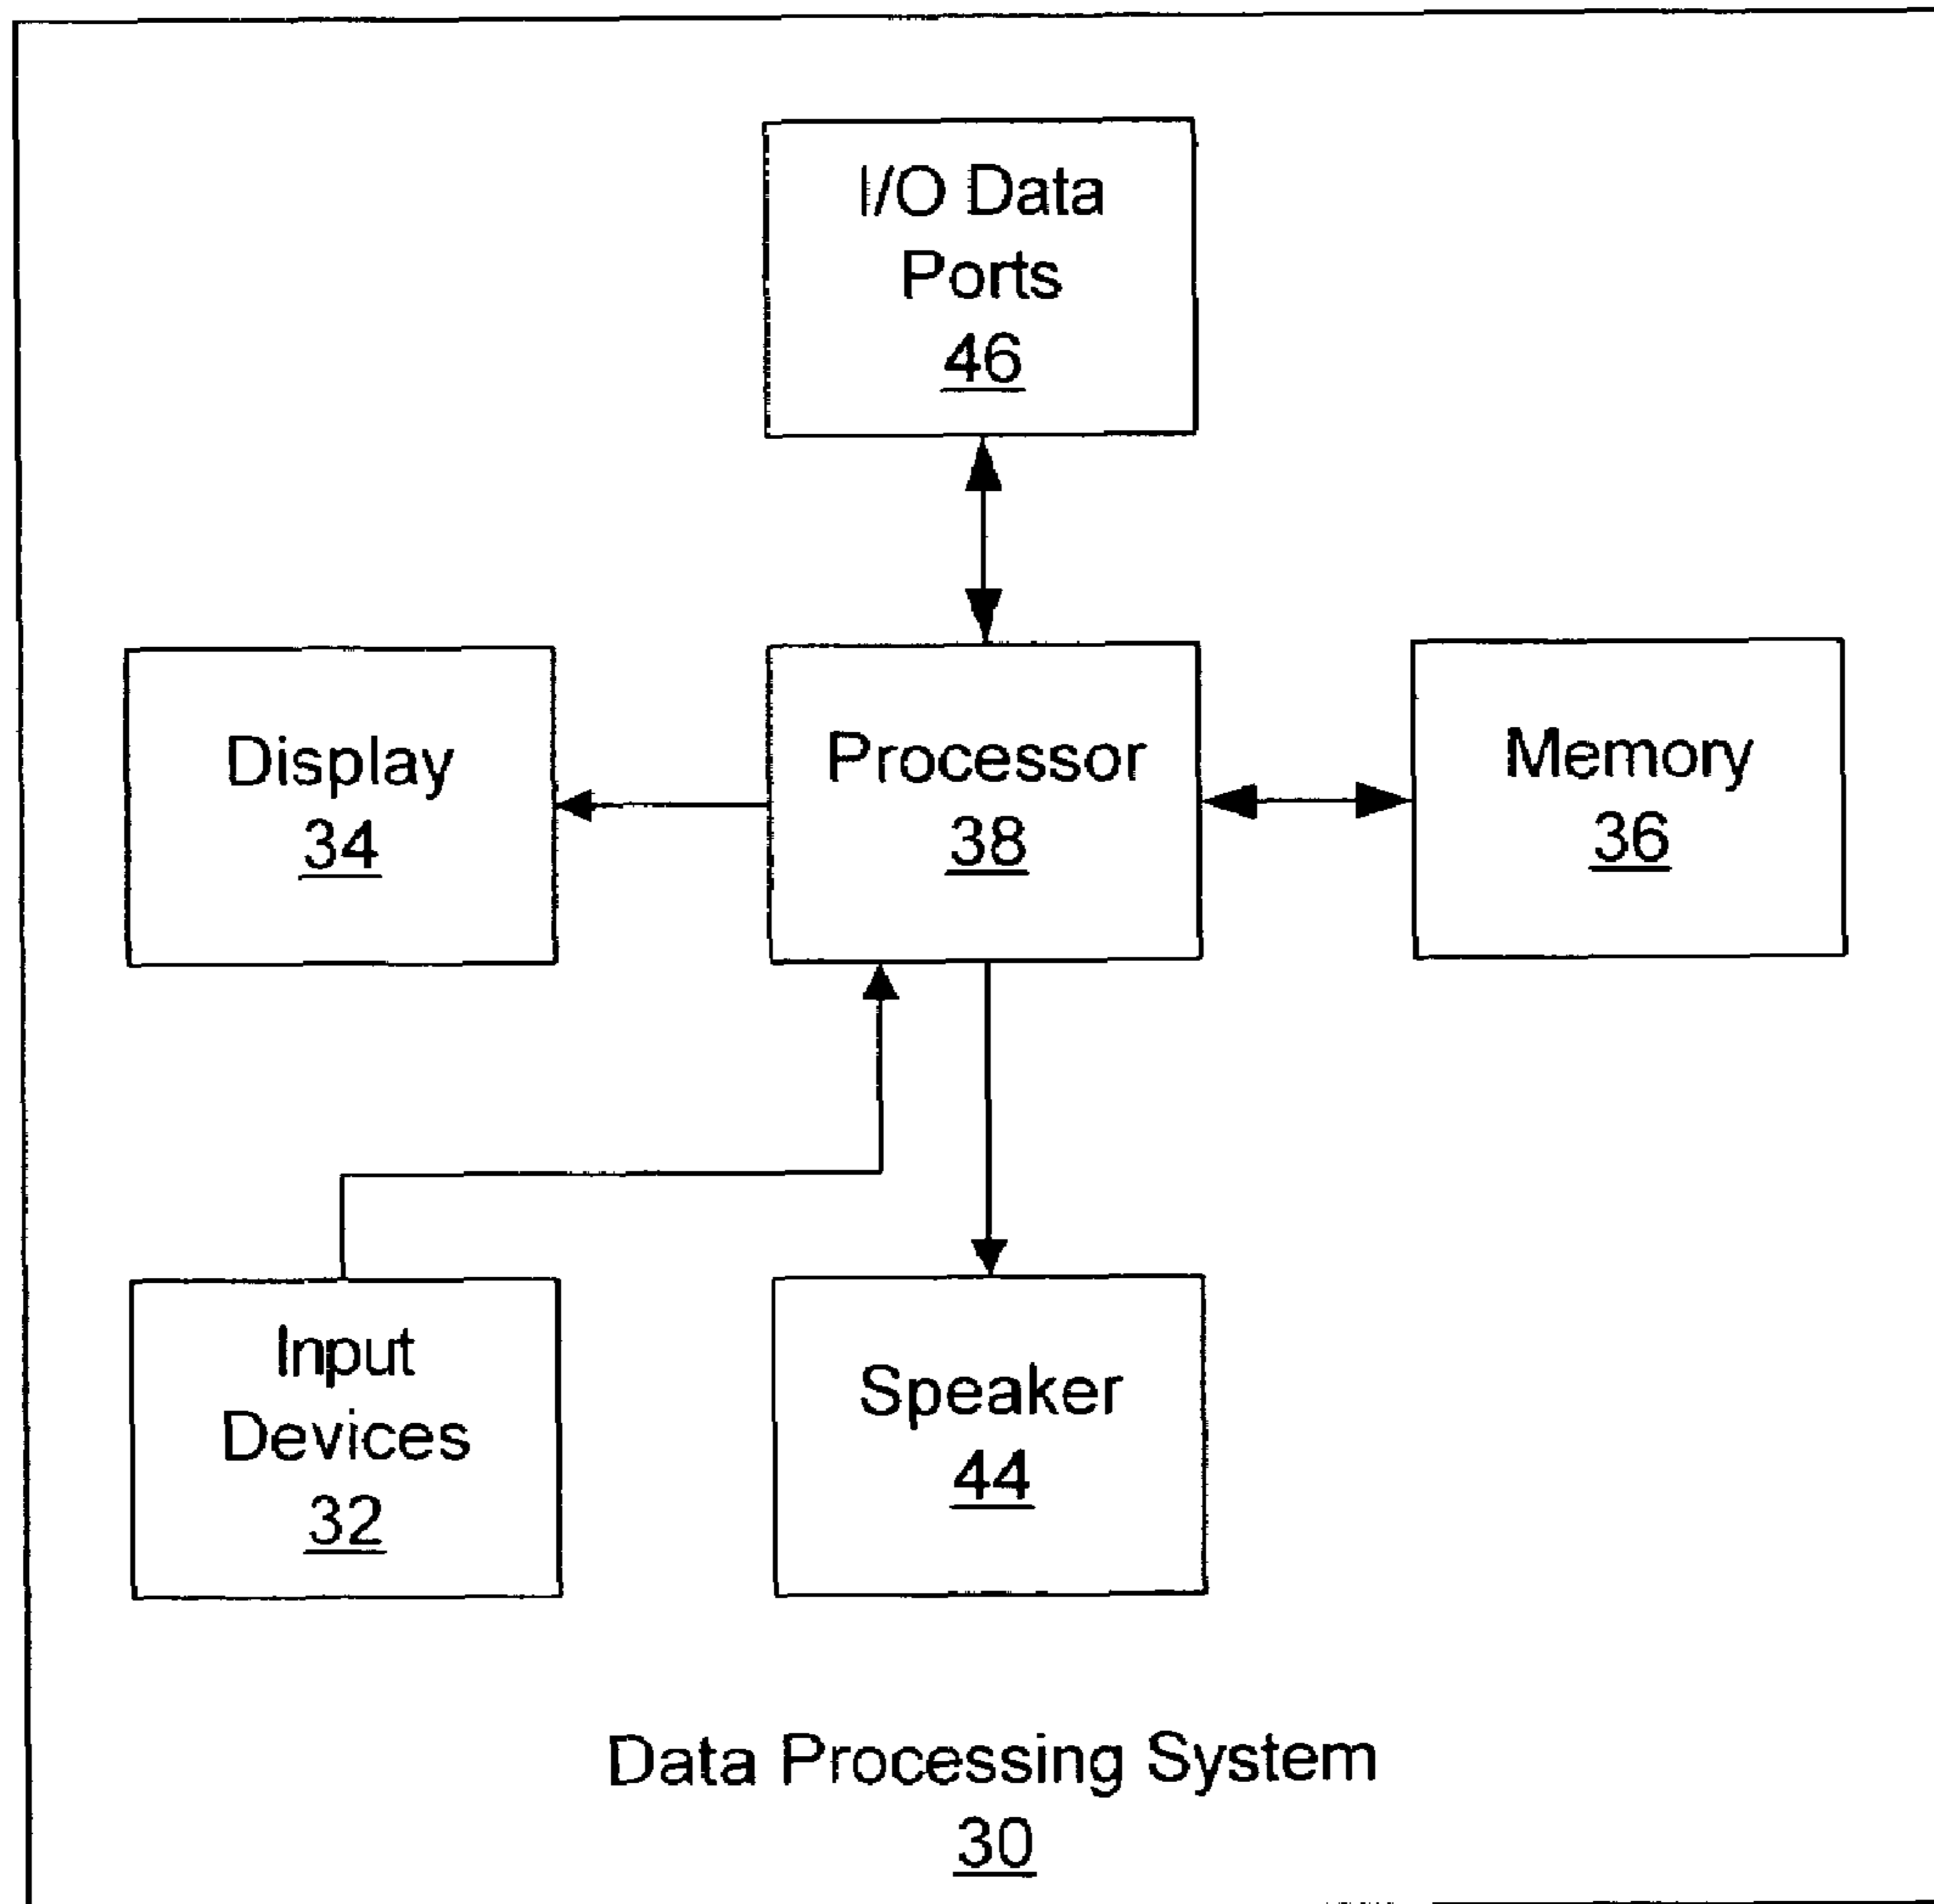 I/O Data
Ports
46
Display
34
Processor
38
Memory
36
Input
Devices
32
Speaker
44
Data Processing System
30